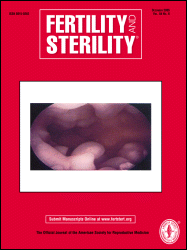 FERTILITY
AND
STERILITY®
Submit Manuscripts Online at www.fertstert.org
The Official Journal of the American Society for Reproductive Medicine